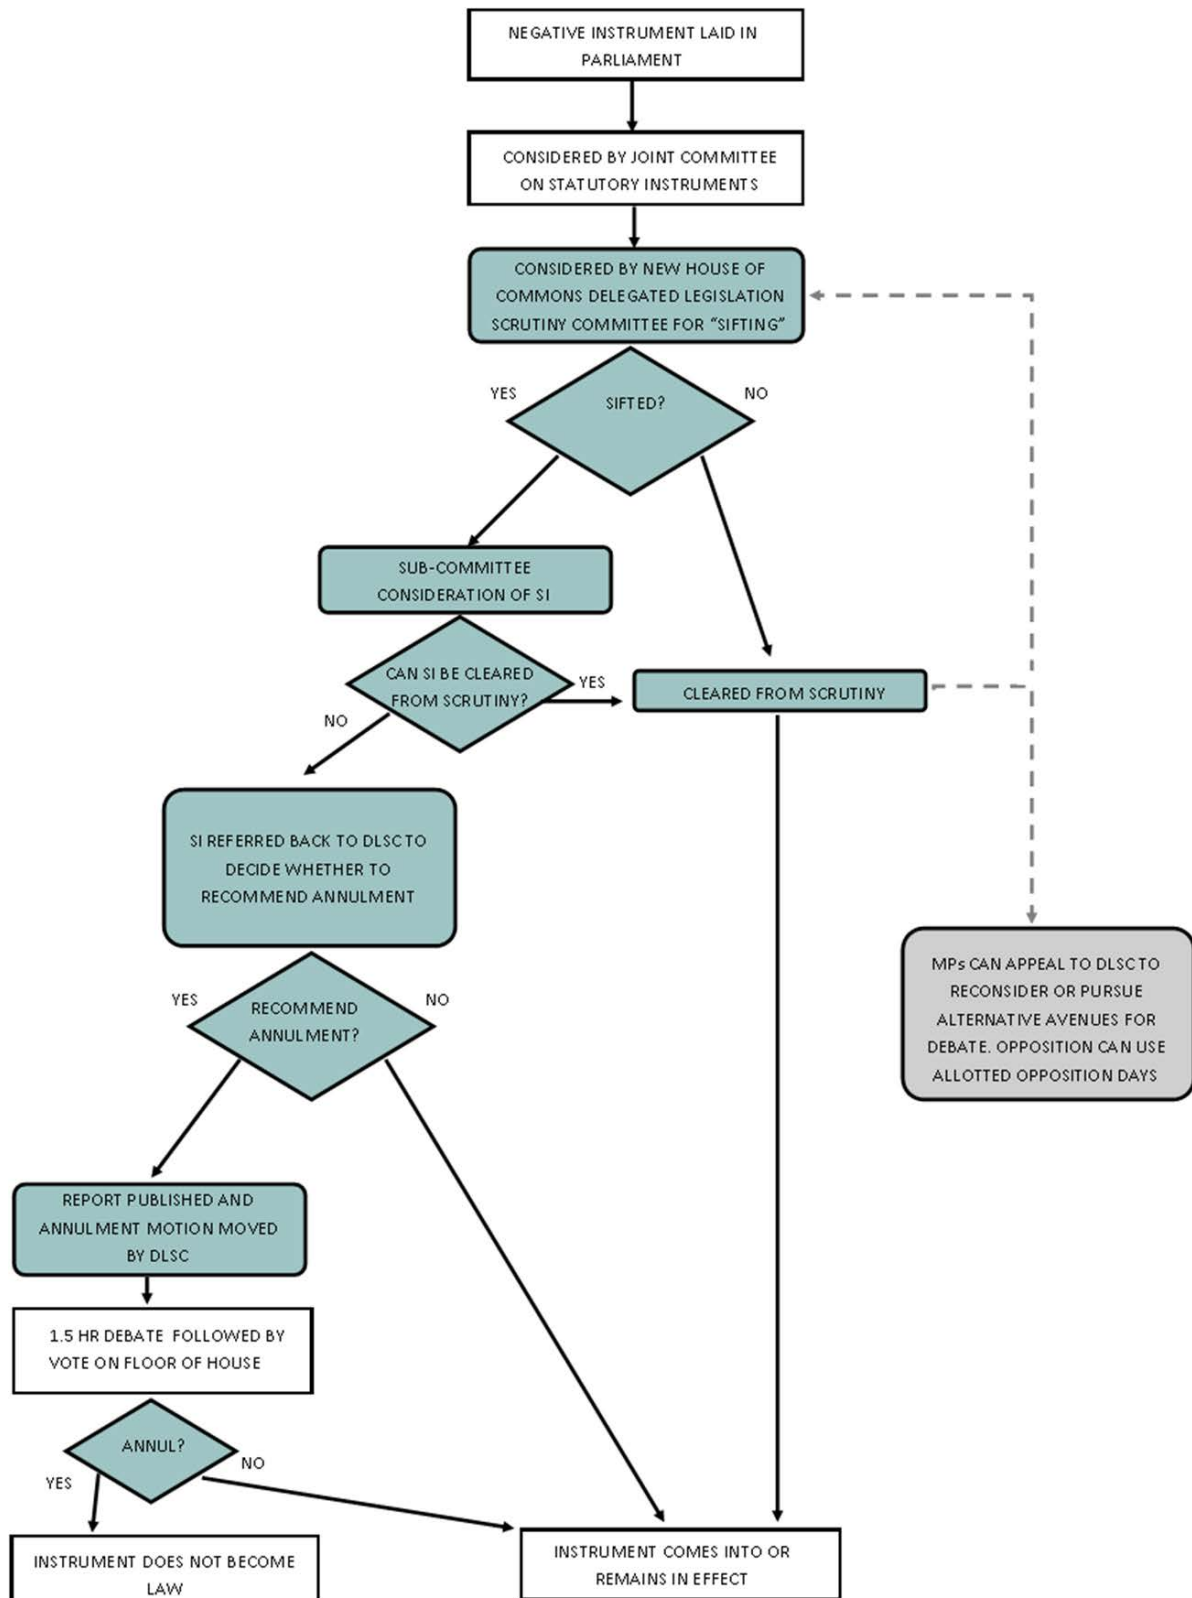 NEGATIVE INSTRUMENT LAID IN
PARLIAMENT
CONSIDERED BY JOINT COMMITTEE
ON STATUTORY INSTRUMENTS
CONSIDERED BY NEW HOUSE OF
COMMONS DELEGATED LEGISLATION
SCRUTINY COMMITTEE FOR “SIFTING”
YES
NO
SIFTED?
SUB-COMMITTEE
CONSIDERATION OF SI
CAN SI BE CLEARED
FROM SCRUTINY?
YES
NO
CLEARED FROM SCRUTINY
SI REFERRED BACK TO DLSC TO
DECIDE WHETHER TO
RECOMMEND ANNULMENT
MPs CAN APPEAL TO DLSC TO
RECONSIDER OR PURSUE
ALTERNATIVE AVENUES FOR
DEBATE. OPPOSITION CAN USE
ALLOTTED OPPOSITION DAYS
YES
NO
RECOMMEND
ANNULMENT?
REPORT PUBLISHED AND
ANNULMENT MOTION MOVED
BY DLSC
1.5 HR DEBATE FOLLOWED BY
VOTE ON FLOOR OF HOUSE
ANNUL?
YES
NO
INSTRUMENT DOES NOT BECOME
LAW
INSTRUMENT COMES INTO OR
REMAINS IN EFFECT